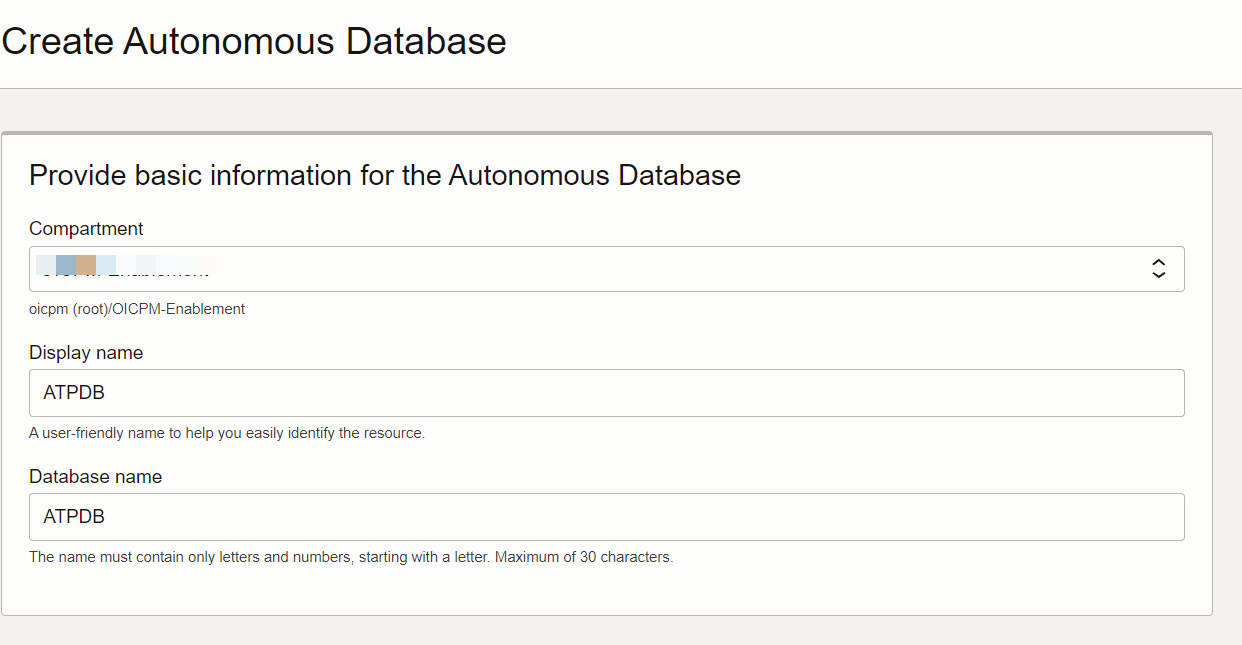 Create Autonomous Database
Provide basic information for the Autonomous Database
Compartment
oicpm (root)/OICPM-Enablement
Display name
ATPDB
A user-friendly name to help you easily identify the resource.
Database name
ATPDB
The name must contain only letters and numbers, starting with a letter. Maximum of 30 characters.